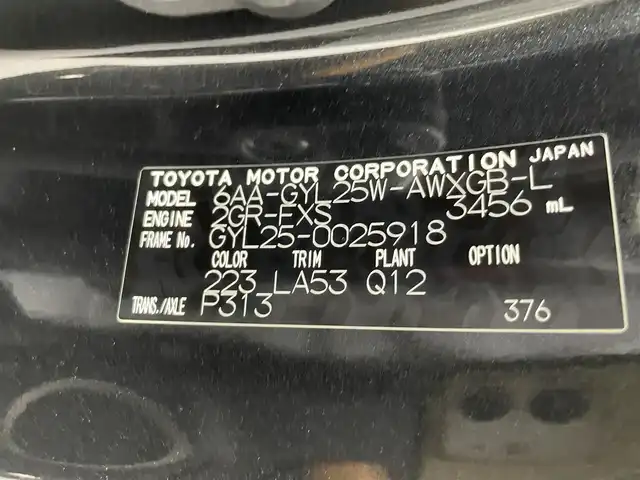 TOYOTA MOTOR CORPORATION JAPAN
MODEL 6AA-GYL25W-AWXGB-L
ENGINE 2GR-FXS 3456 mL
FRAME No. GYL25-0025918
COLOR TRIM PLANT OPTION
223 LA53 Q12
TRANS./AXLE P313 376